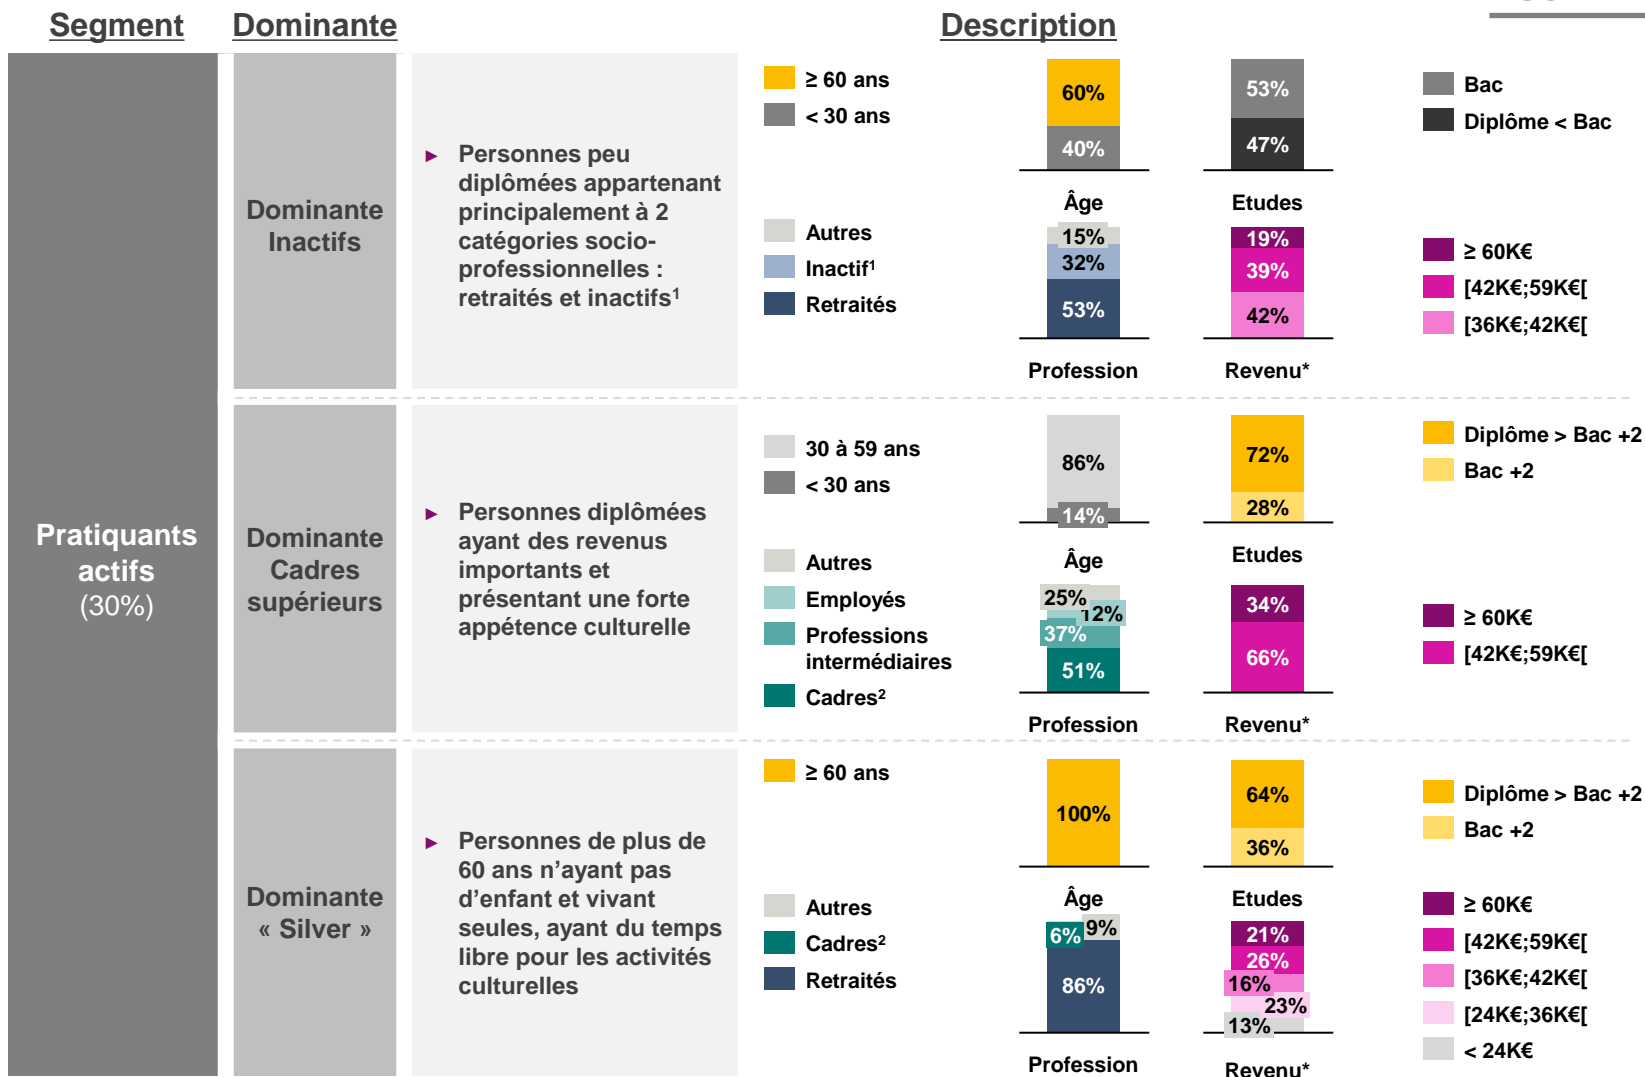 Segment
Dominante
Description
Pratiquants
actifs
(30%)
Dominante
Inactifs
► Personnes peu
diplômées appartenant
principalement à 2
catégories socio-
professionnelles :
retraités et inactifs¹
≥ 60 ans
< 30 ans
60%
40%
Âge
53%
47%
Etudes
Bac
Diplôme < Bac
Autres
Inactif¹
Retraités
15%
32%
53%
Profession
19%
39%
42%
Revenu*
≥ 60K€
[42K€;59K€[
[36K€;42K€[
Dominante
Cadres
supérieurs
► Personnes diplômées
ayant des revenus
importants et
présentant une forte
appétence culturelle
30 à 59 ans
< 30 ans
86%
14%
Âge
72%
28%
Etudes
Diplôme > Bac +2
Bac +2
Autres
Employés
Professions
intermédiaires
Cadres²
25%
12%
37%
51%
Profession
34%
66%
Revenu*
≥ 60K€
[42K€;59K€[
Dominante
« Silver »
► Personnes de plus de
60 ans n’ayant pas
d’enfant et vivant
seules, ayant du temps
libre pour les activités
culturelles
≥ 60 ans
100%
Âge
64%
36%
Etudes
Diplôme > Bac +2
Bac +2
Autres
Cadres²
Retraités
9%
6%
86%
Profession
21%
26%
16%
23%
13%
Revenu*
≥ 60K€
[42K€;59K€[
[36K€;42K€[
[24K€;36K€[
< 24K€